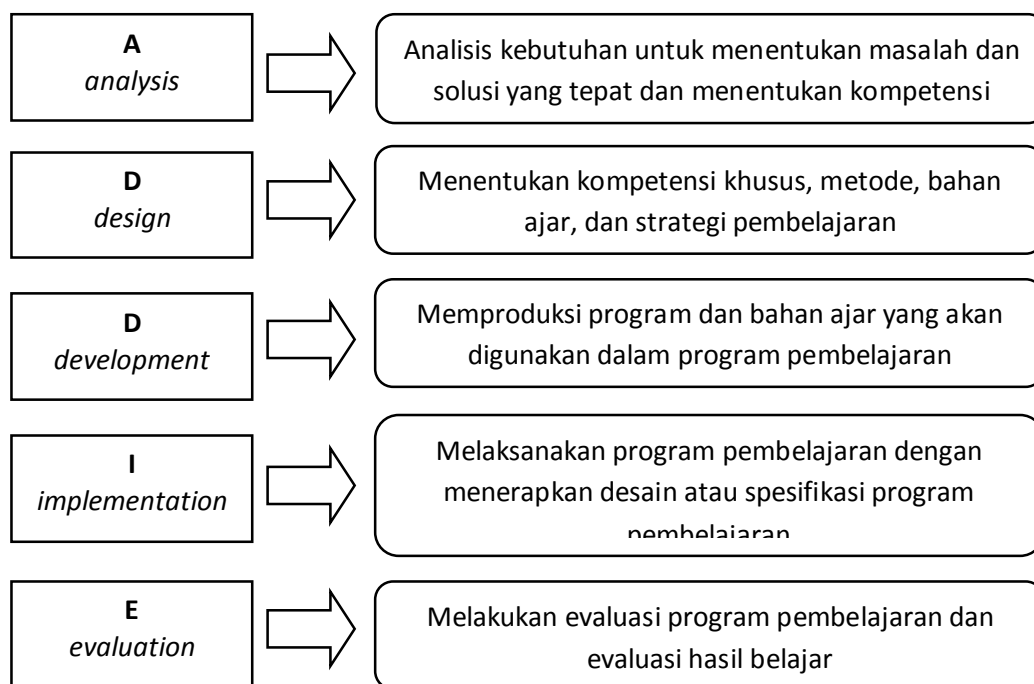 A
analysis
Analisis kebutuhan untuk menentukan masalah dan
solusi yang tepat dan menentukan kompetensi
D
design
Menentukan kompetensi khusus, metode, bahan
ajar, dan strategi pembelajaran
D
development
Memproduksi program dan bahan ajar yang akan
digunakan dalam program pembelajaran
I
implementation
Melaksanakan program pembelajaran dengan
menerapkan desain atau spesifikasi program
pembelajaran
E
evaluation
Melakukan evaluasi program pembelajaran dan
evaluasi hasil belajar